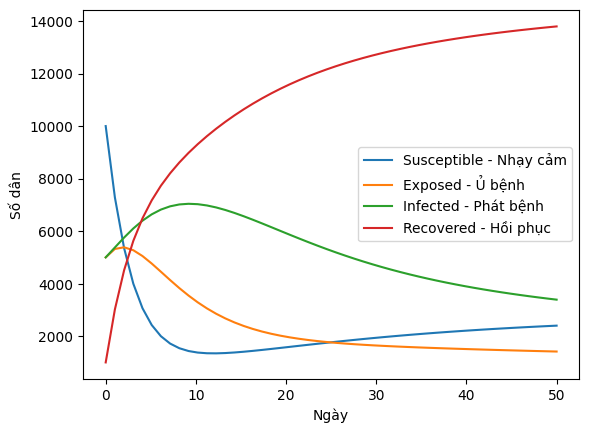 14000
12000
10000
8000
6000
4000
2000
Số dân
Susceptible - Nhạy cảm
Exposed - Ủ bệnh
Infected - Phát bệnh
Recovered - Hồi phục
0 10 20 30 40 50
Ngày